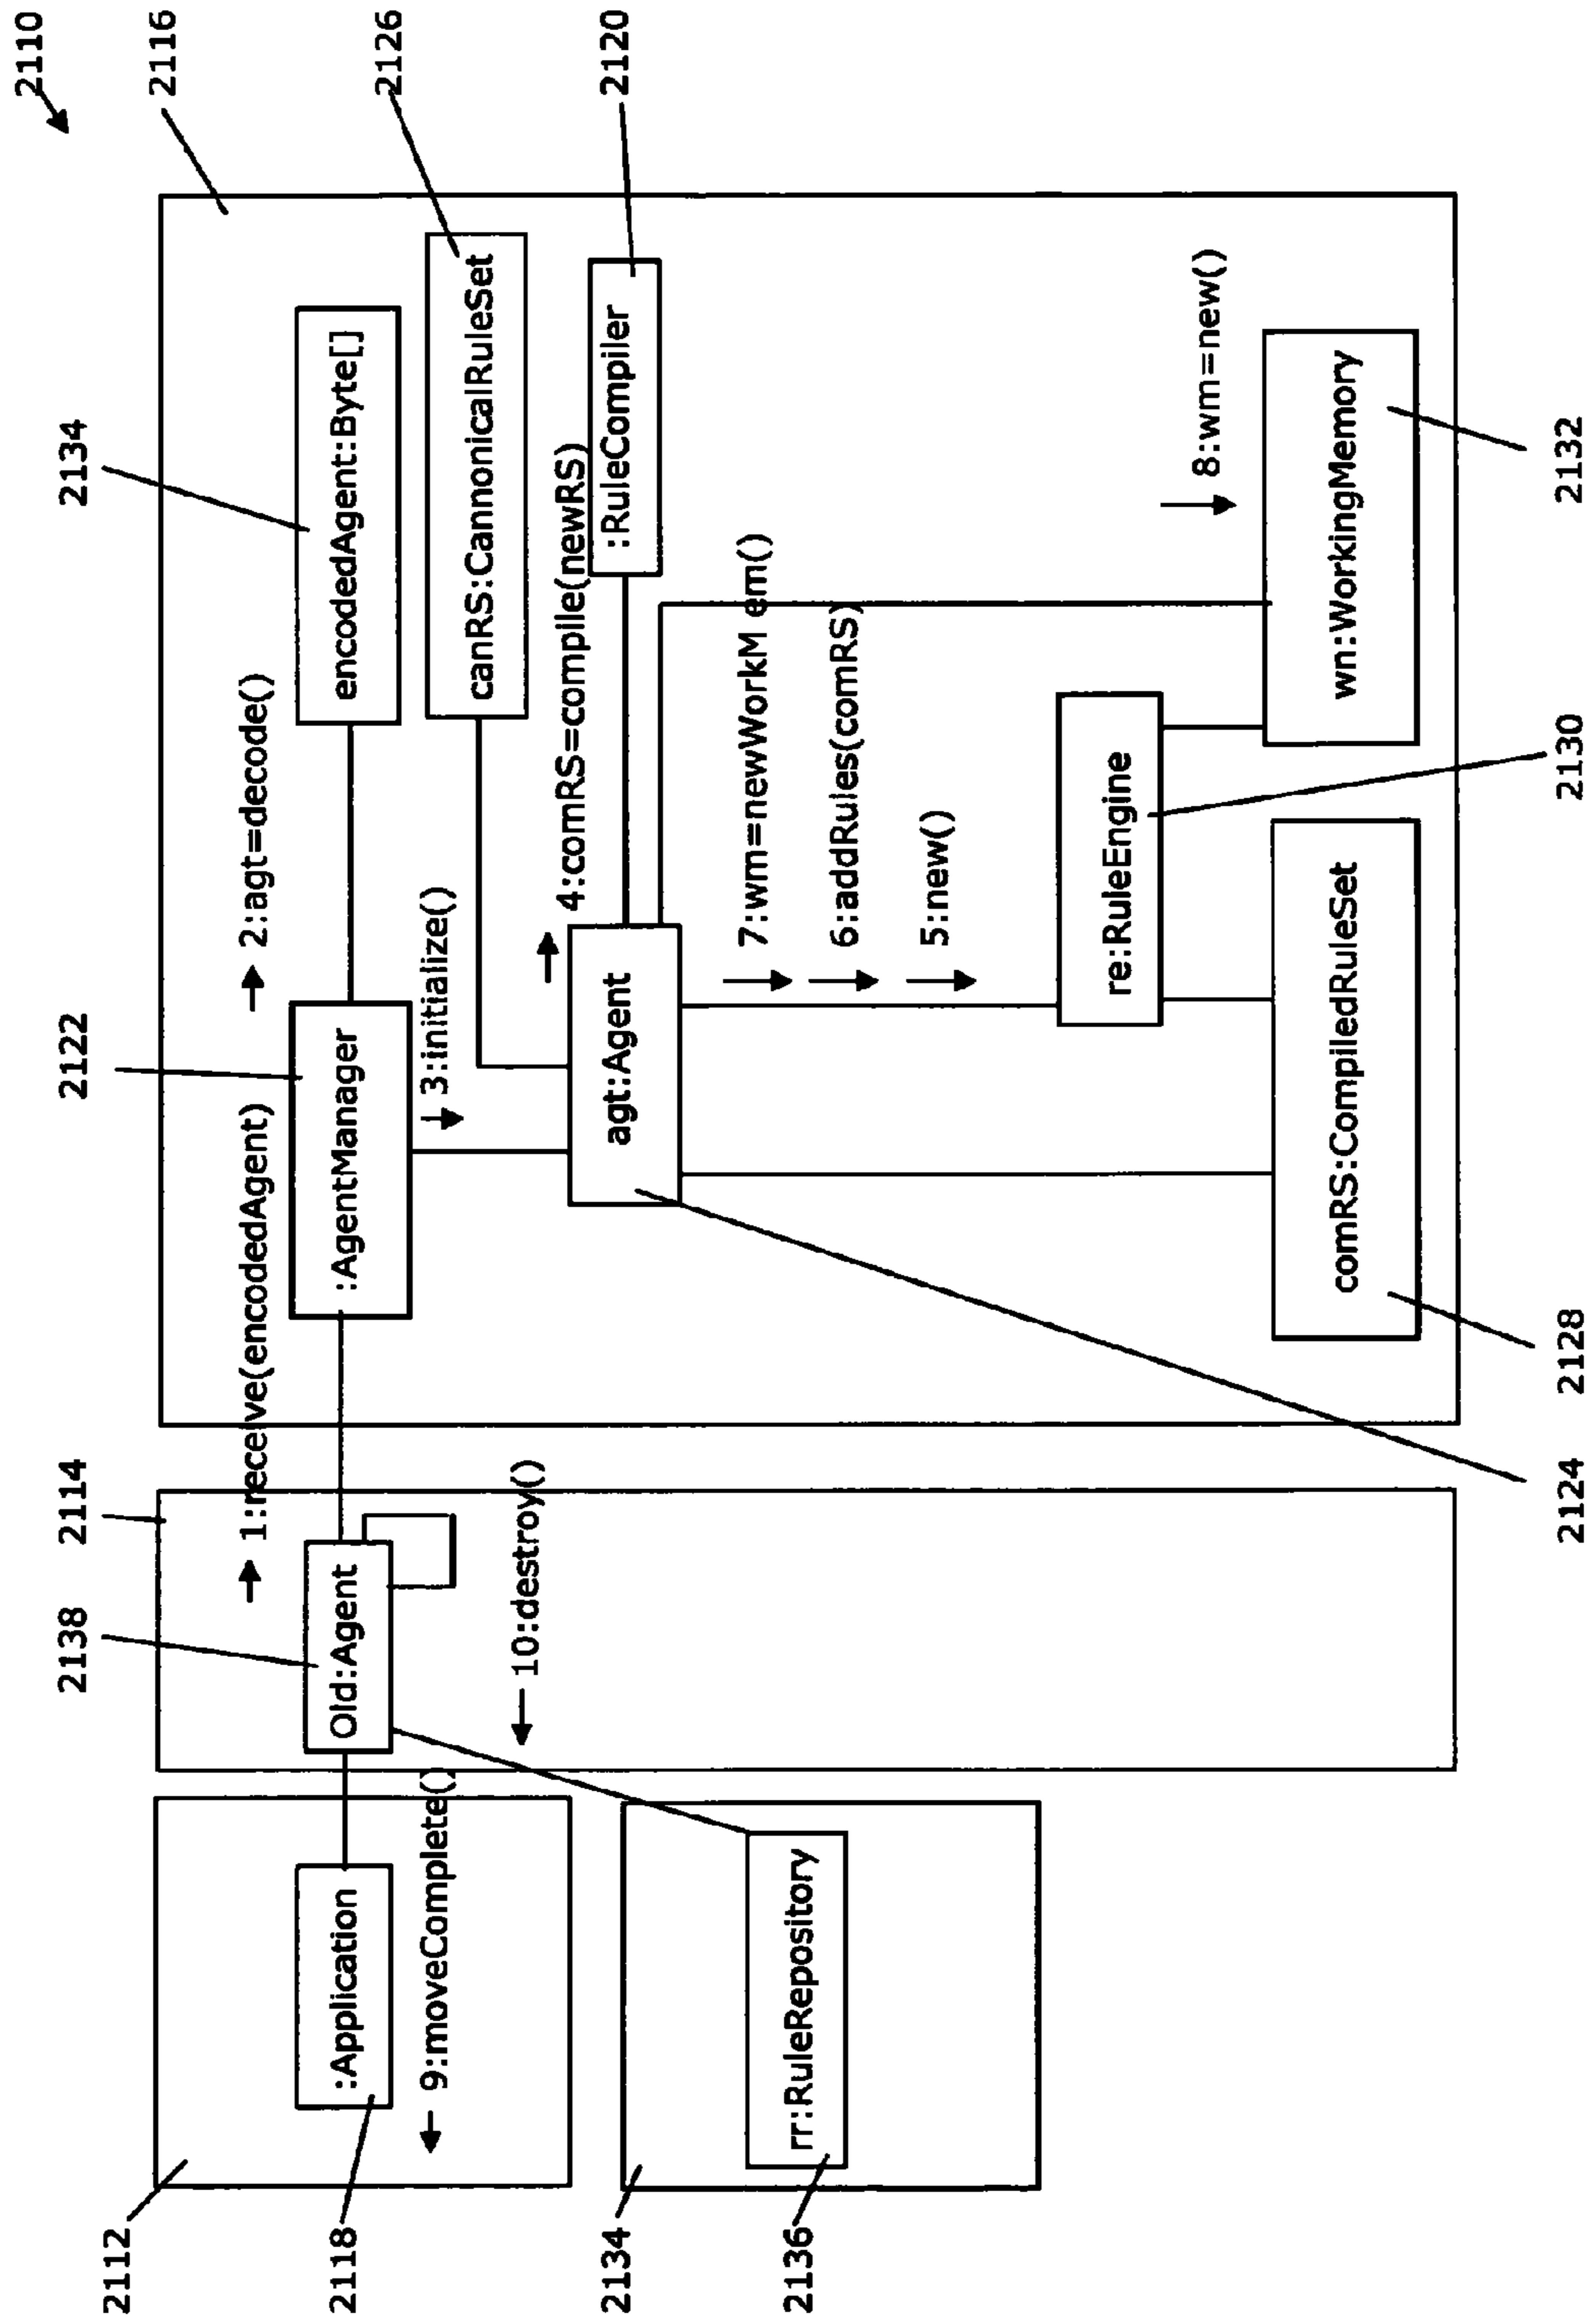 2110
2116
2126
2120
2134
2122
2114
2138
2112
2118
2134
2136
:Application
9:moveComplete()
rr:RuleRepository
Old:Agent
10:destroy()
1:receive(encodedAgent)
:AgentManager
2:agt=decode()
encodedAgent:Byte[]
3:initialize()
canRS:CannonicalRuleSet
4:comRS=compile(newRS)
:RuleCompiler
agt:Agent
7:wm=newWorkM em()
6:addRules(comRS)
5:new()
re:RuleEngine
8:wm=new()
comRS:CompiledRuleSet
wn:WorkingMemory
2124
2128
2130
2132